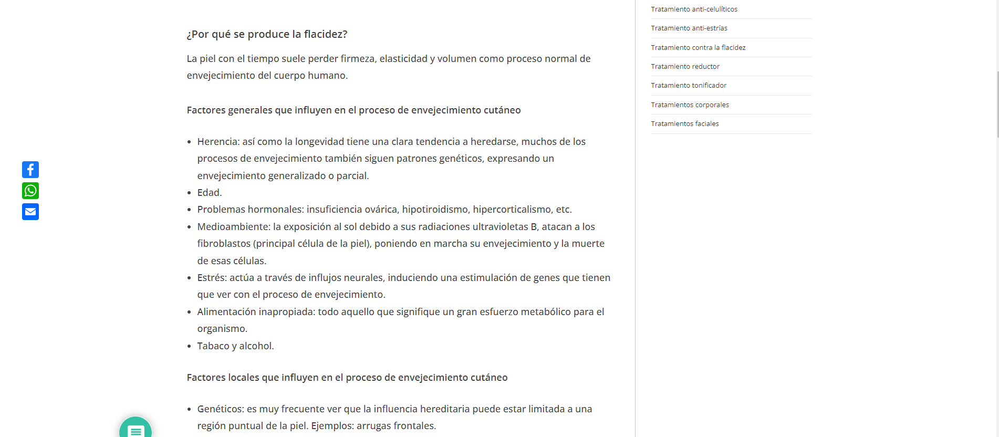 ¿Por qué se produce la flacidez?
La piel con el tiempo suele perder firmeza, elasticidad y volumen como proceso normal de
envejecimiento del cuerpo humano.
Factores generales que influyen en el proceso de envejecimiento cutáneo
• Herencia: así como la longevidad tiene una clara tendencia a heredarse, muchos de los
procesos de envejecimiento también siguen patrones genéticos, expresando un
envejecimiento generalizado o parcial.
• Edad.
• Problemas hormonales: insuficiencia ovárica, hipotiroidismo, hipercorticalismo, etc.
• Medioambiente: la exposición al sol debido a sus radiaciones ultravioletas B, atacan a los
fibroblastos (principal célula de la piel), poniendo en marcha su envejecimiento y la muerte
de esas células.
• Estrés: actúa a través de influjos neurales, induciendo una estimulación de genes que tienen
que ver con el proceso de envejecimiento.
• Alimentación inapropiada: todo aquello que signifique un gran esfuerzo metabólico para el
organismo.
• Tabaco y alcohol.
Factores locales que influyen en el proceso de envejecimiento cutáneo
• Genéticos: es muy frecuente ver que la influencia hereditaria puede estar limitada a una
región puntual de la piel. Ejemplos: arrugas frontales.
Tratamiento anti-celulíticos
Tratamiento anti-estrías
Tratamiento contra la flacidez
Tratamiento reductor
Tratamiento tonificador
Tratamientos corporales
Tratamientos faciales